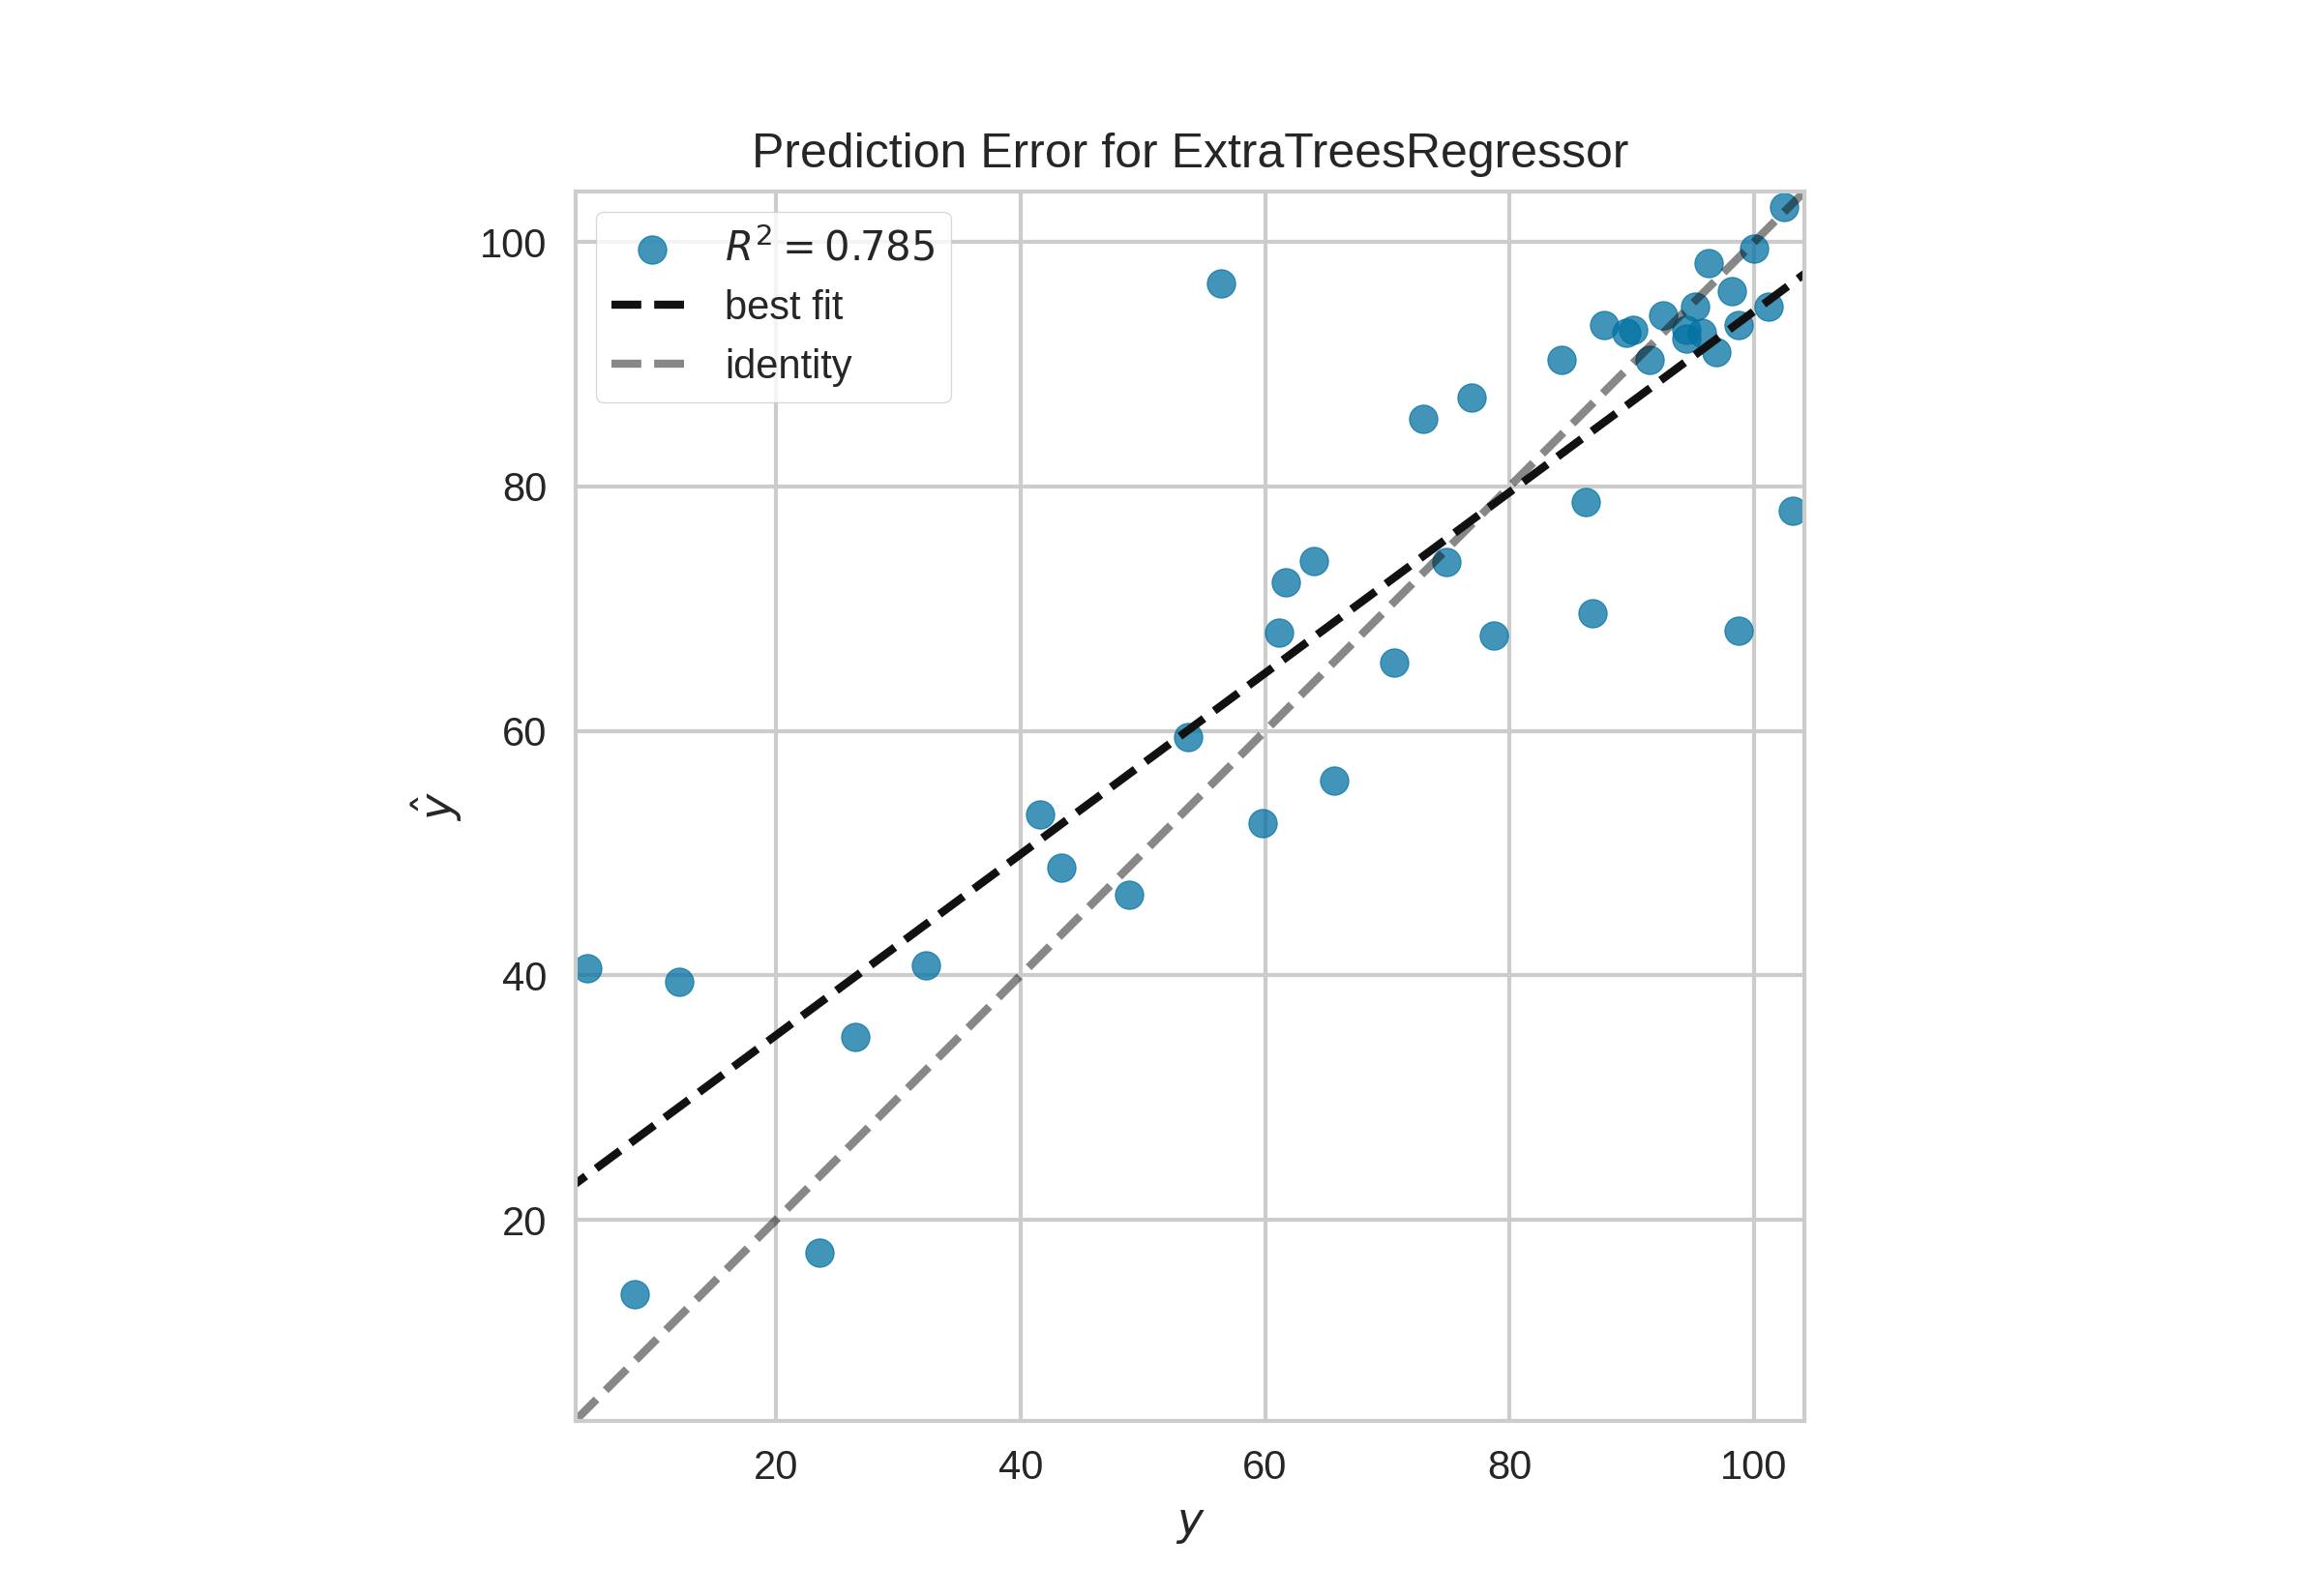 Prediction Error for ExtraTreesRegressor
R² = 0.785
best fit
identity
100
80
60
40
20
ŷ
20 40 60 80 100
y